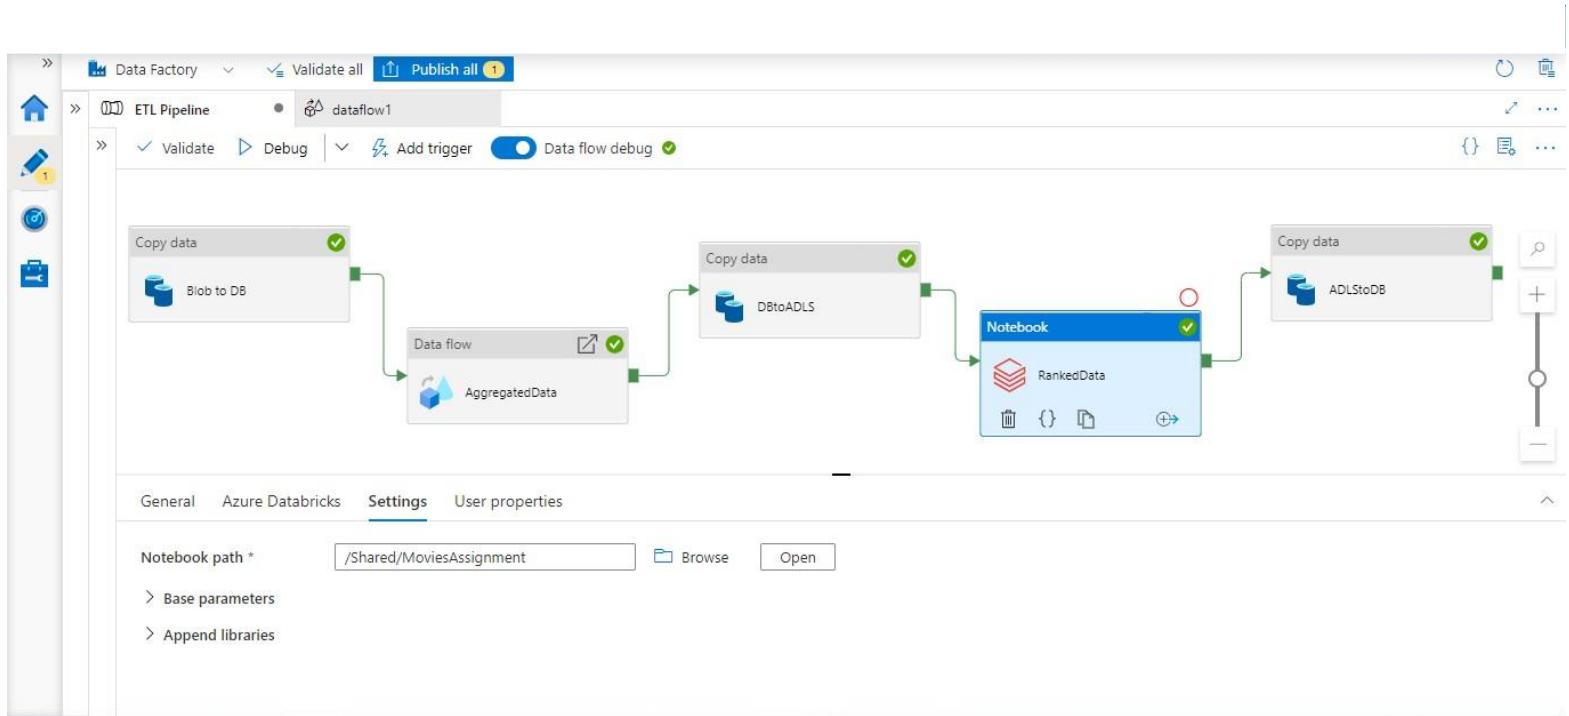 Data Factory
Validate all
Publish all 1
ETL Pipeline
dataflow1
Validate
Debug
Add trigger
Data flow debug
1
Copy data
Blob to DB
Data flow
AggregatedData
Copy data
DBtoADLS
Notebook
RankedData
Copy data
ADLStoDB
General
Azure Databricks
Settings
User properties
Notebook path *
/Shared/MoviesAssignment
Browse
Open
Base parameters
Append libraries